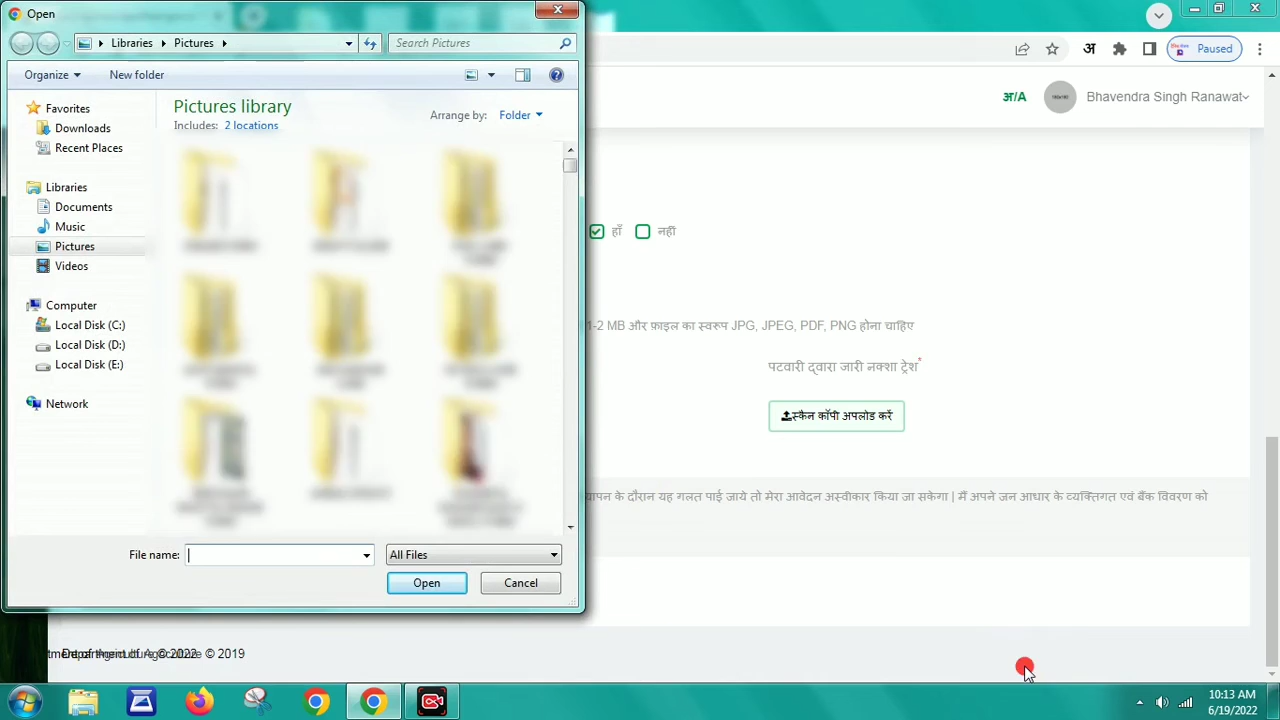 Open
Libraries
Pictures
Search Pictures
Paused
Organize
New folder
अ/A
Bhavendra Singh Ranawat
Favorites
Downloads
Recent Places
Libraries
Documents
Music
Pictures
Videos
Computer
Local Disk (C:)
Local Disk (D:)
Local Disk (E:)
Network
Pictures library
Includes: 2 locations
Arrange by: Folder
File name:
All Files
Open
Cancel
हाँ
नहीं
1-2 MB और फ़ाइल का स्वरूप JPG, JPEG, PDF, PNG होना चाहिए
पटवारी द्वारा जारी नक्शा ट्रेश*
स्कैन कॉपी अपलोड करें
के दौरान यह गलत पाई जाये तो मेरा आवेदन अस्वीकार किया जा सकेगा | मैं अपने जन आधार के व्यक्तिगत एवं बैंक विवरण को
© 2019
10:13 AM
6/19/2022